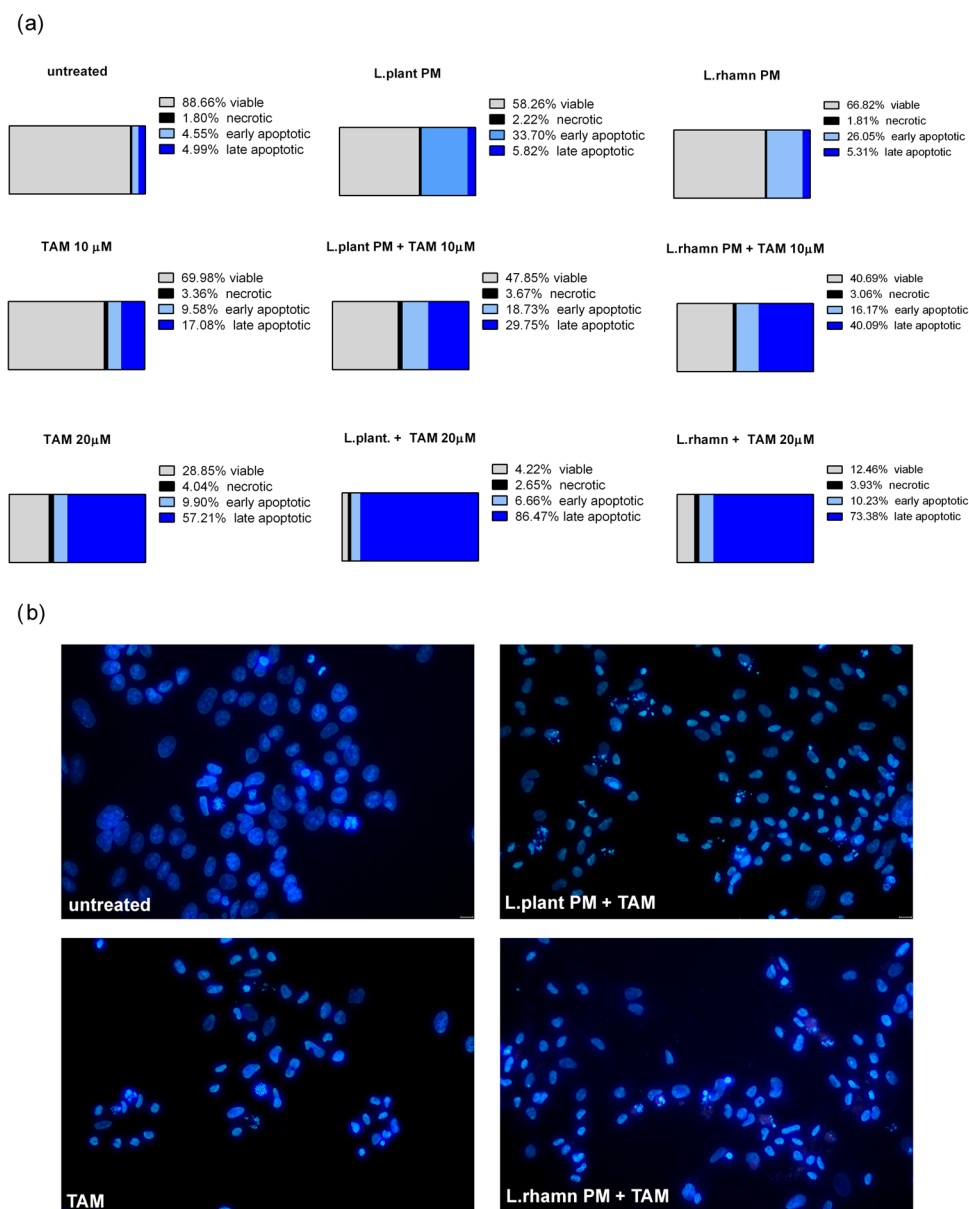 (a)
untreated
88.66% viable
1.80% necrotic
4.55% early apoptotic
4.99% late apoptotic
L.plant PM
58.26% viable
2.22% necrotic
33.70% early apoptotic
5.82% late apoptotic
L.rhamn PM
66.82% viable
1.81% necrotic
26.05% early apoptotic
5.31% late apoptotic
TAM 10 μM
69.98% viable
3.36% necrotic
9.58% early apoptotic
17.08% late apoptotic
L.plant PM + TAM 10μM
47.85% viable
3.67% necrotic
18.73% early apoptotic
29.75% late apoptotic
L.rhamn PM + TAM 10μM
40.69% viable
3.06% necrotic
16.17% early apoptotic
40.09% late apoptotic
TAM 20μM
28.85% viable
4.04% necrotic
9.90% early apoptotic
57.21% late apoptotic
L.plant. + TAM 20μM
4.22% viable
2.65% necrotic
6.66% early apoptotic
86.47% late apoptotic
L.rhamn + TAM 20μM
12.46% viable
3.93% necrotic
10.23% early apoptotic
73.38% late apoptotic
(b)
untreated
L.plant PM + TAM
TAM
L.rhamn PM + TAM